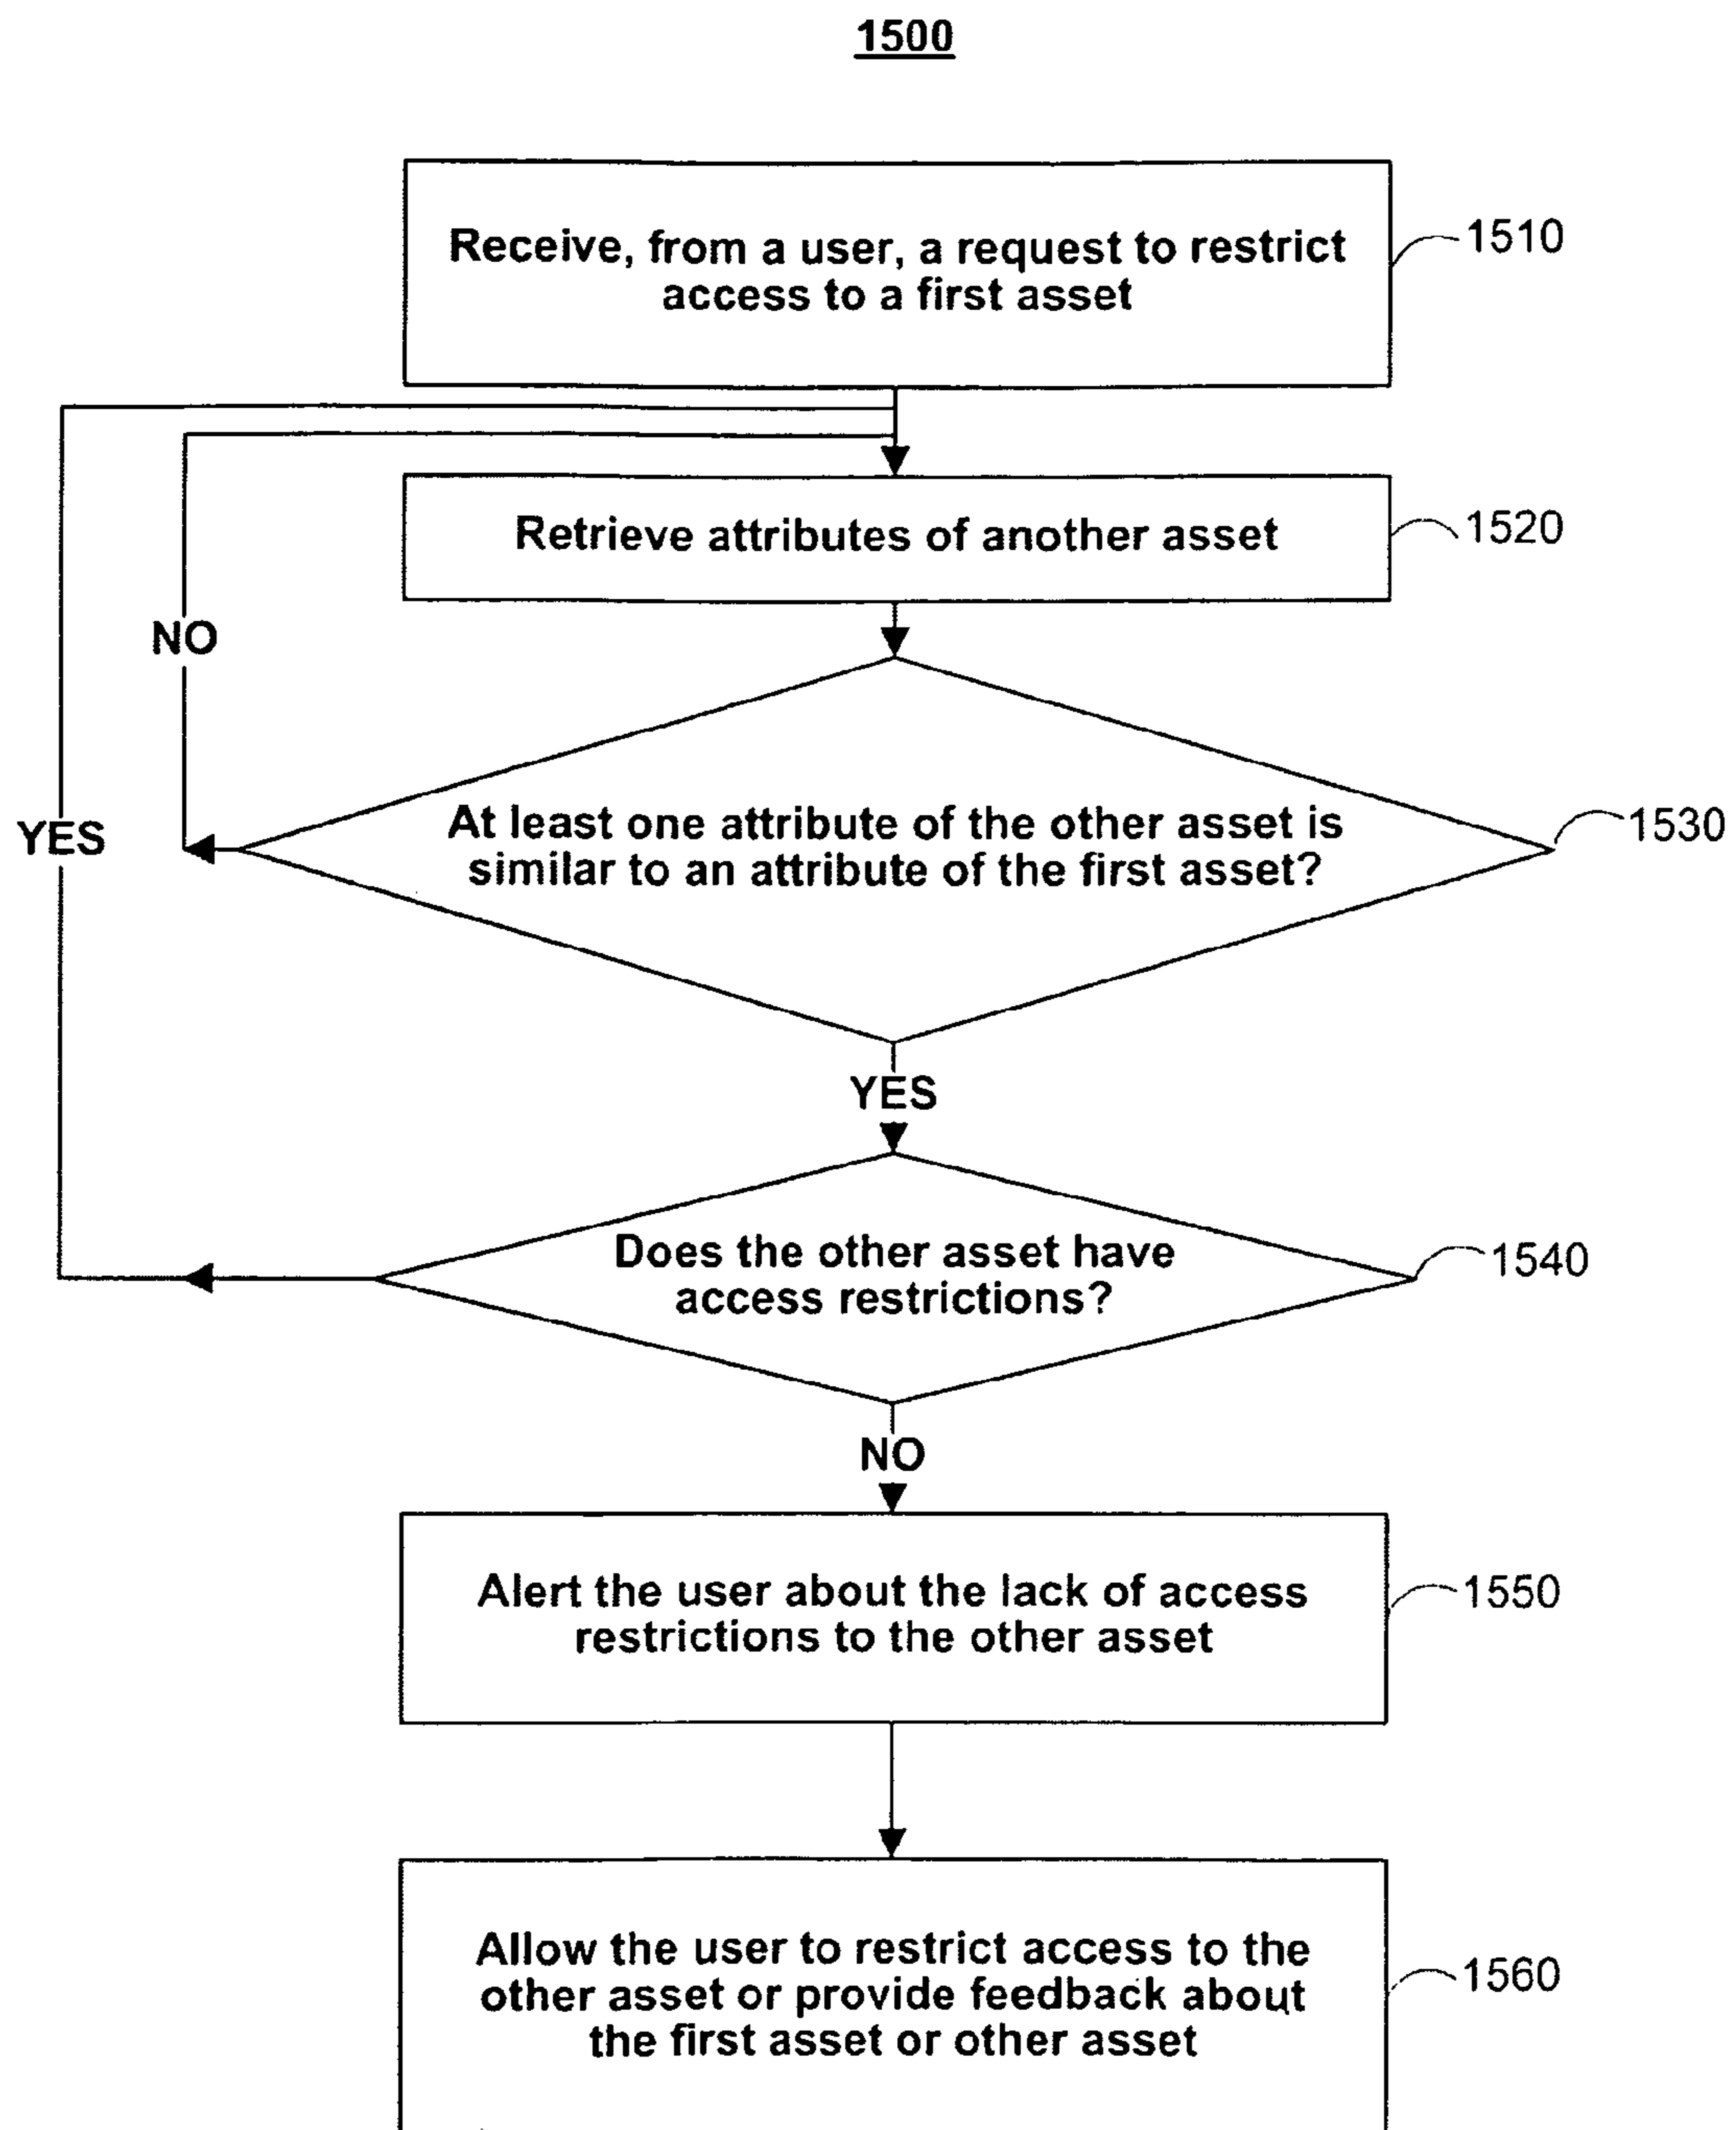 1500
Receive, from a user, a request to restrict
access to a first asset
1510
Retrieve attributes of another asset
1520
NO
YES
At least one attribute of the other asset is
similar to an attribute of the first asset?
1530
YES
Does the other asset have
access restrictions?
1540
NO
Alert the user about the lack of access
restrictions to the other asset
1550
Allow the user to restrict access to the
other asset or provide feedback about
the first asset or other asset
1560